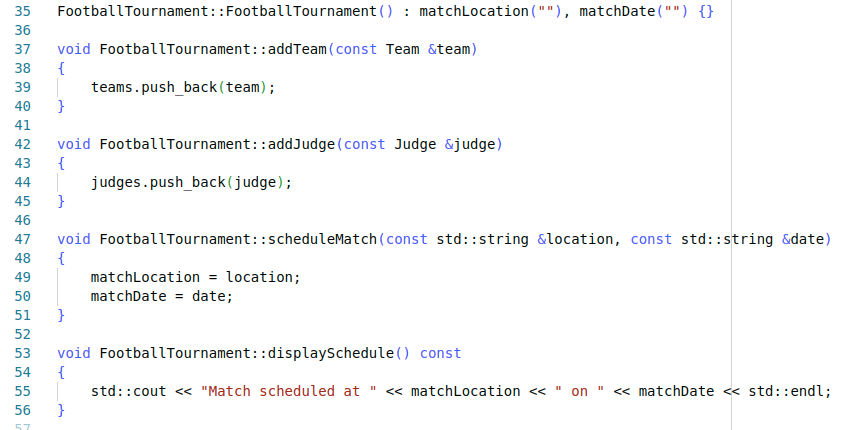 35 FootballTournament::FootballTournament() : matchLocation(""), matchDate("") {}
36
37 void FootballTournament::addTeam(const Team &team)
38 {
39     teams.push_back(team);
40 }
41
42 void FootballTournament::addJudge(const Judge &judge)
43 {
44     judges.push_back(judge);
45 }
46
47 void FootballTournament::scheduleMatch(const std::string &location, const std::string &date)
48 {
49     matchLocation = location;
50     matchDate = date;
51 }
52
53 void FootballTournament::displaySchedule() const
54 {
55     std::cout << "Match scheduled at " << matchLocation << " on " << matchDate << std::endl;
56 }
57